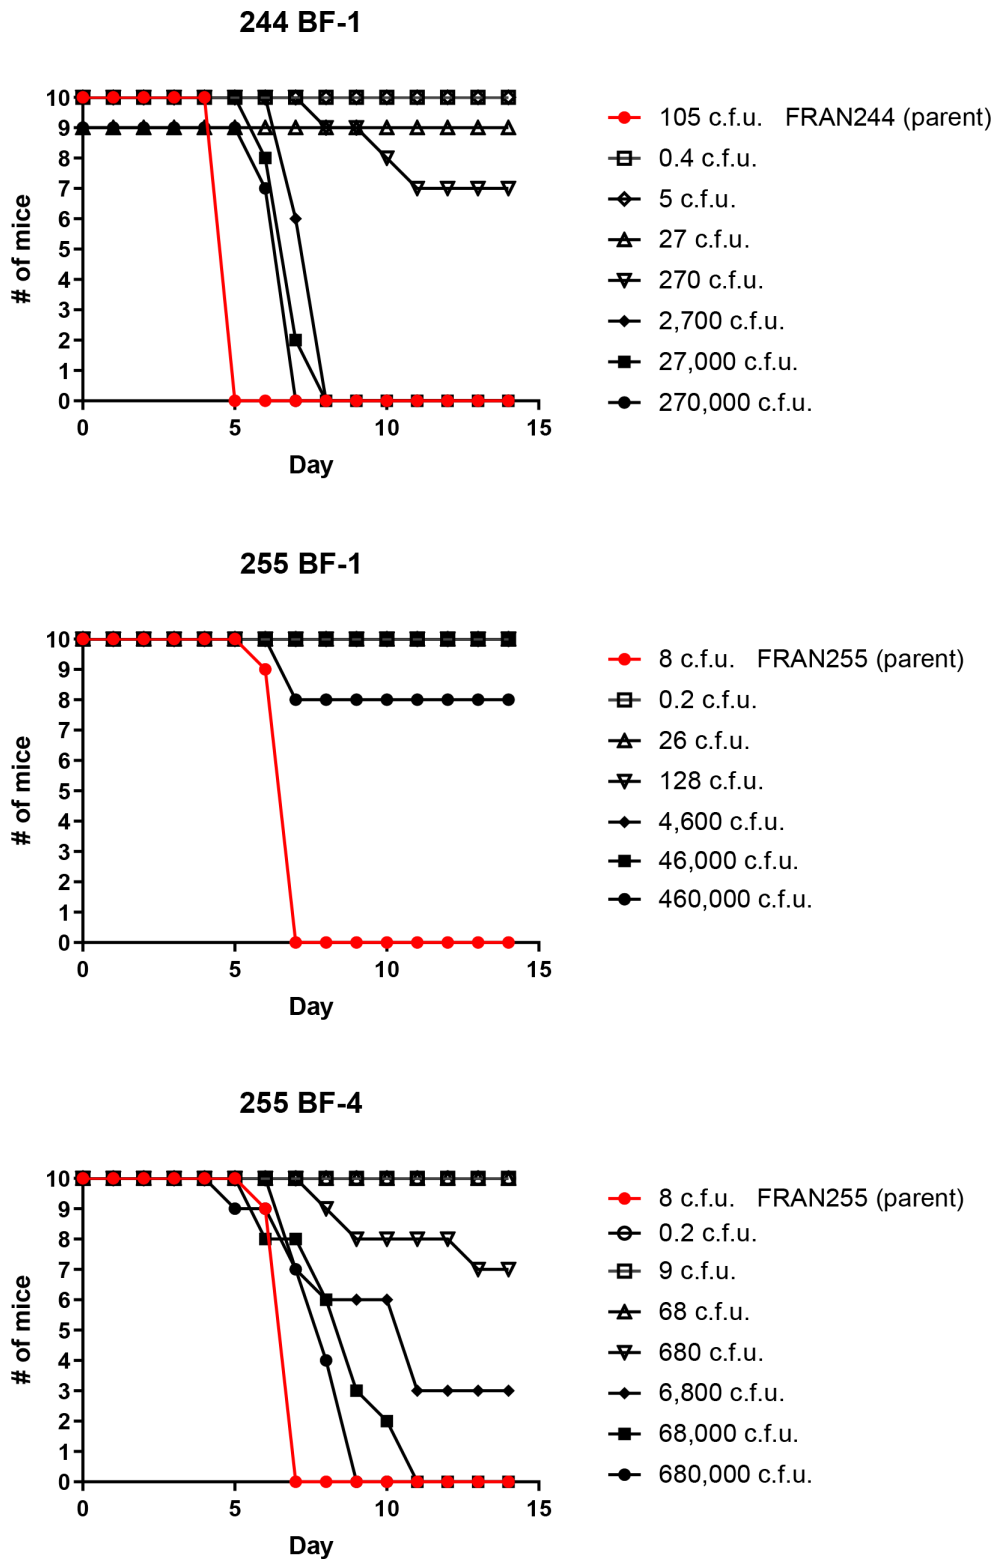 244 BF-1
# of mice
10
9
8
7
6
5
4
3
2
1
0
0 5 10 15
Day
105 c.f.u. FRAN244 (parent)
0.4 c.f.u.
5 c.f.u.
27 c.f.u.
270 c.f.u.
2,700 c.f.u.
27,000 c.f.u.
270,000 c.f.u.
255 BF-1
# of mice
10
9
8
7
6
5
4
3
2
1
0
0 5 10 15
Day
8 c.f.u. FRAN255 (parent)
0.2 c.f.u.
26 c.f.u.
128 c.f.u.
4,600 c.f.u.
46,000 c.f.u.
460,000 c.f.u.
255 BF-4
# of mice
10
9
8
7
6
5
4
3
2
1
0
0 5 10 15
Day
8 c.f.u. FRAN255 (parent)
0.2 c.f.u.
9 c.f.u.
68 c.f.u.
680 c.f.u.
6,800 c.f.u.
68,000 c.f.u.
680,000 c.f.u.